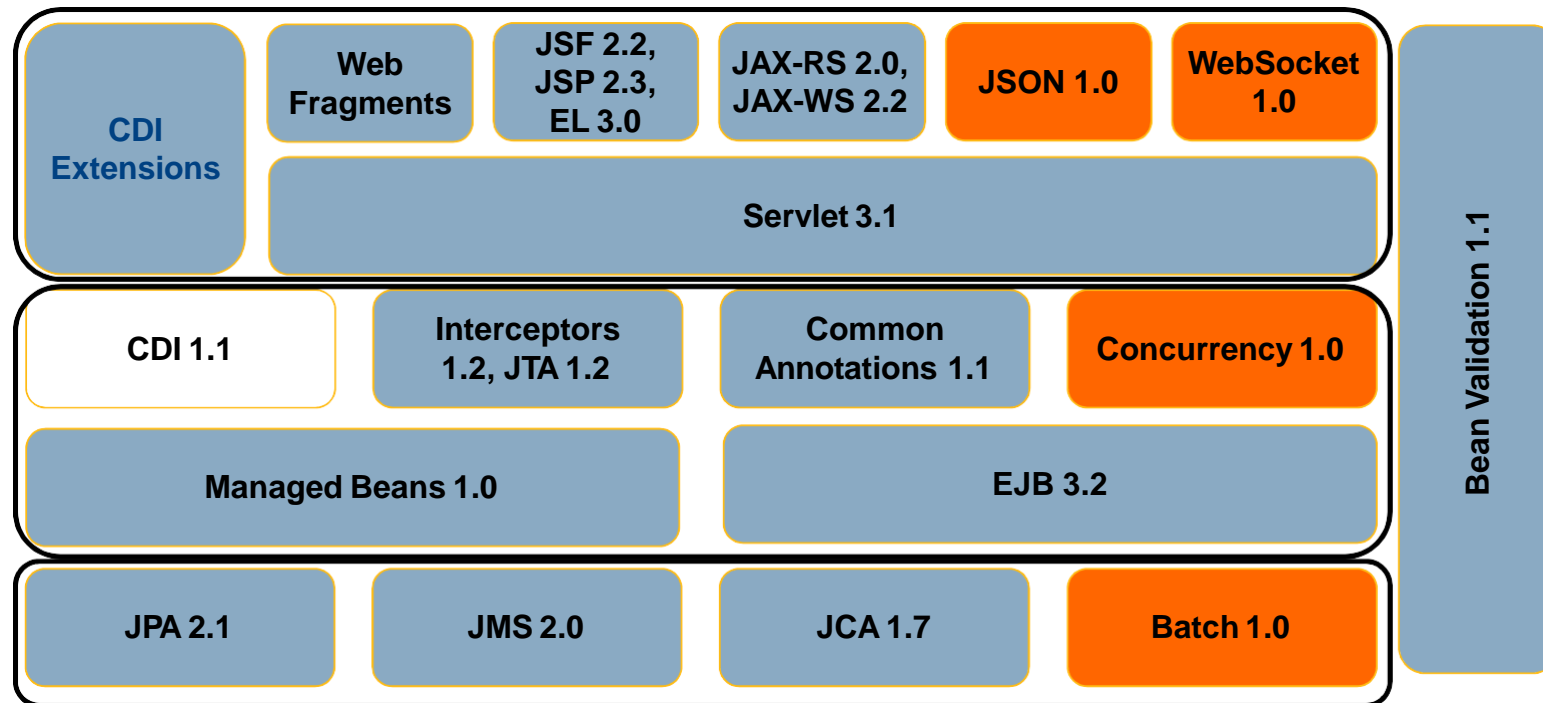 CDI
Extensions
Web
Fragments
JSF 2.2,
JSP 2.3,
EL 3.0
JAX-RS 2.0,
JAX-WS 2.2
JSON 1.0
WebSocket
1.0
Servlet 3.1
CDI 1.1
Interceptors
1.2, JTA 1.2
Common
Annotations 1.1
Concurrency 1.0
Managed Beans 1.0
EJB 3.2
JPA 2.1
JMS 2.0
JCA 1.7
Batch 1.0
Bean Validation 1.1